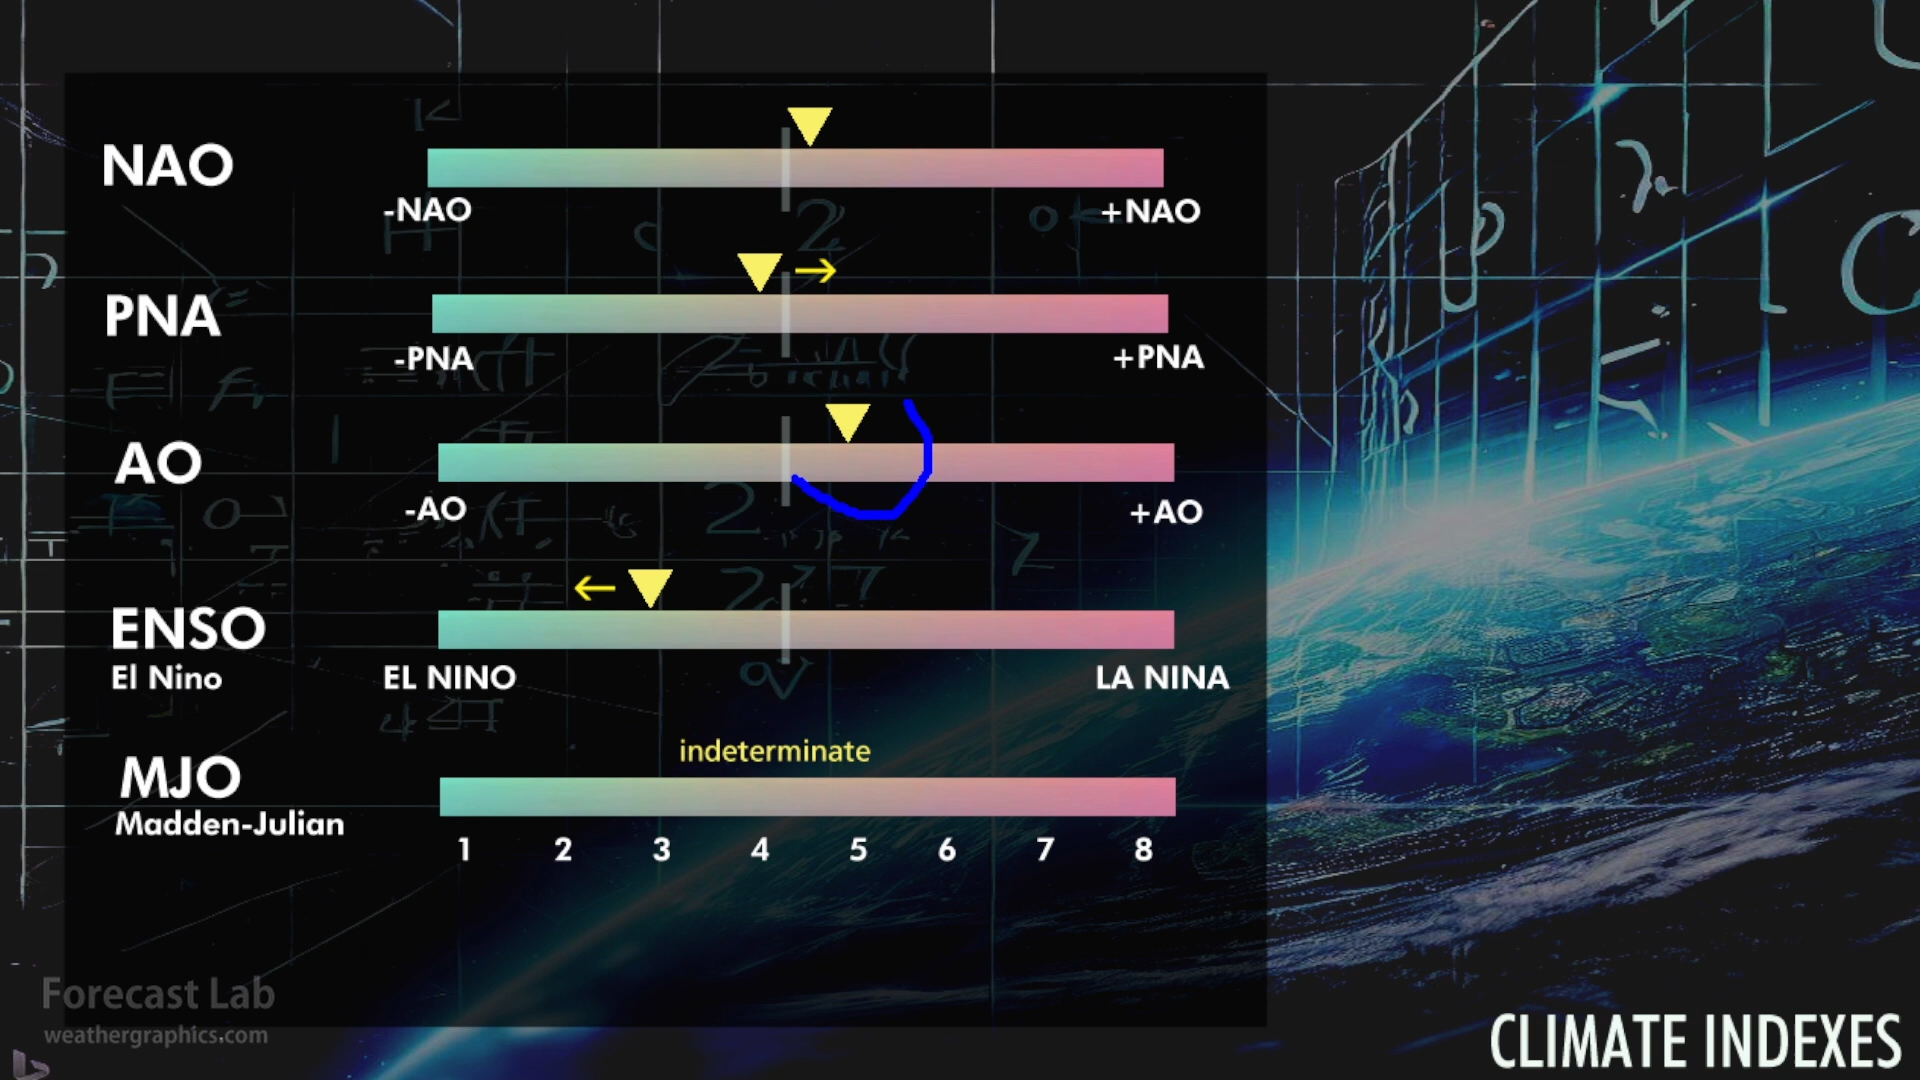 NAO
-NAO +NAO
→
PNA
-PNA +PNA
AO
-AO +AO
←
ENSO
El Nino EL NINO LA NINA
indeterminate
MJO
Madden-Julian
1 2 3 4 5 6 7 8
Forecast Lab
weathergraphics.com
CLIMATE INDEXES